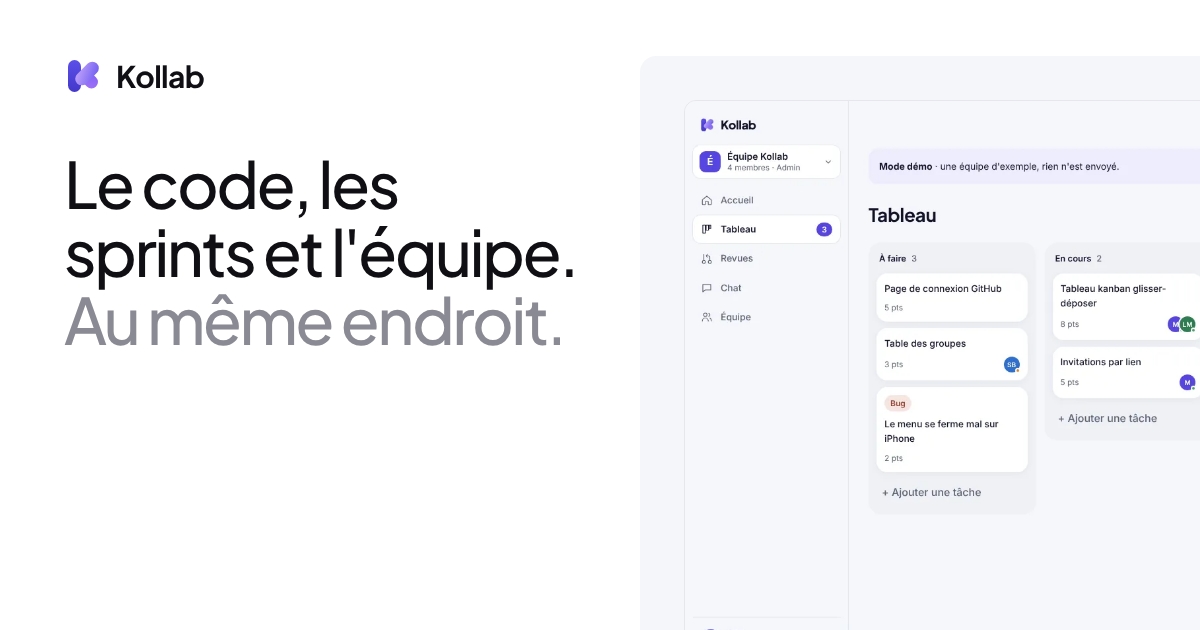 Kollab
Le code, les
sprints et l'équipe.
Au même endroit.
Kollab
É
Équipe Kollab
4 membres · Admin
Accueil
Tableau 3
Revues
Chat
Équipe
Mode démo · une équipe d'exemple, rien n'est envoyé.
Tableau
À faire 3
Page de connexion GitHub
5 pts
Table des groupes
3 pts
SB
Bug
Le menu se ferme mal sur
iPhone
2 pts
+ Ajouter une tâche
En cours 2
Tableau kanban glisser-
déposer
8 pts
M LM
Invitations par lien
5 pts
M
+ Ajouter une tâche